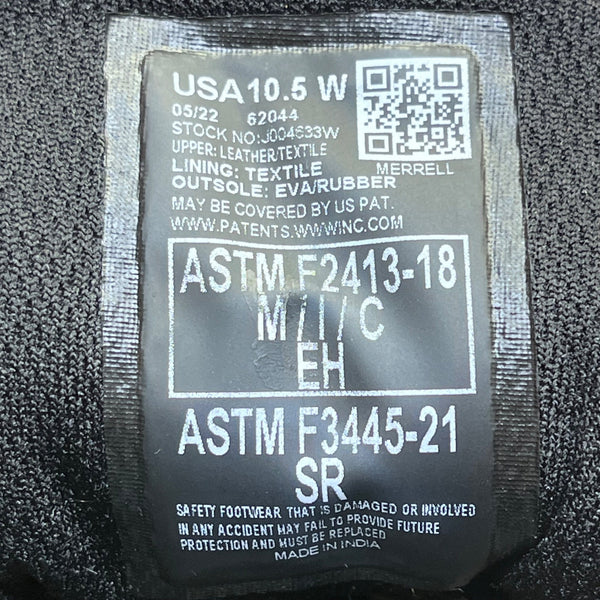 USA 10.5 W
05/22 62044
STOCK NO:J004633W
UPPER: LEATHER/TEXTILE
LINING: TEXTILE
OUTSOLE: EVA/RUBBER
MERRELL
MAY BE COVERED BY US PAT.
WWW.PATENTS.WWWINC.COM
ASTM F2413-18
M / I / C
EH
ASTM F3445-21
SR
SAFETY FOOTWEAR THAT IS DAMAGED OR INVOLVED
IN ANY ACCIDENT MAY FAIL TO PROVIDE FUTURE
PROTECTION AND MUST BE REPLACED
MADE IN INDIA